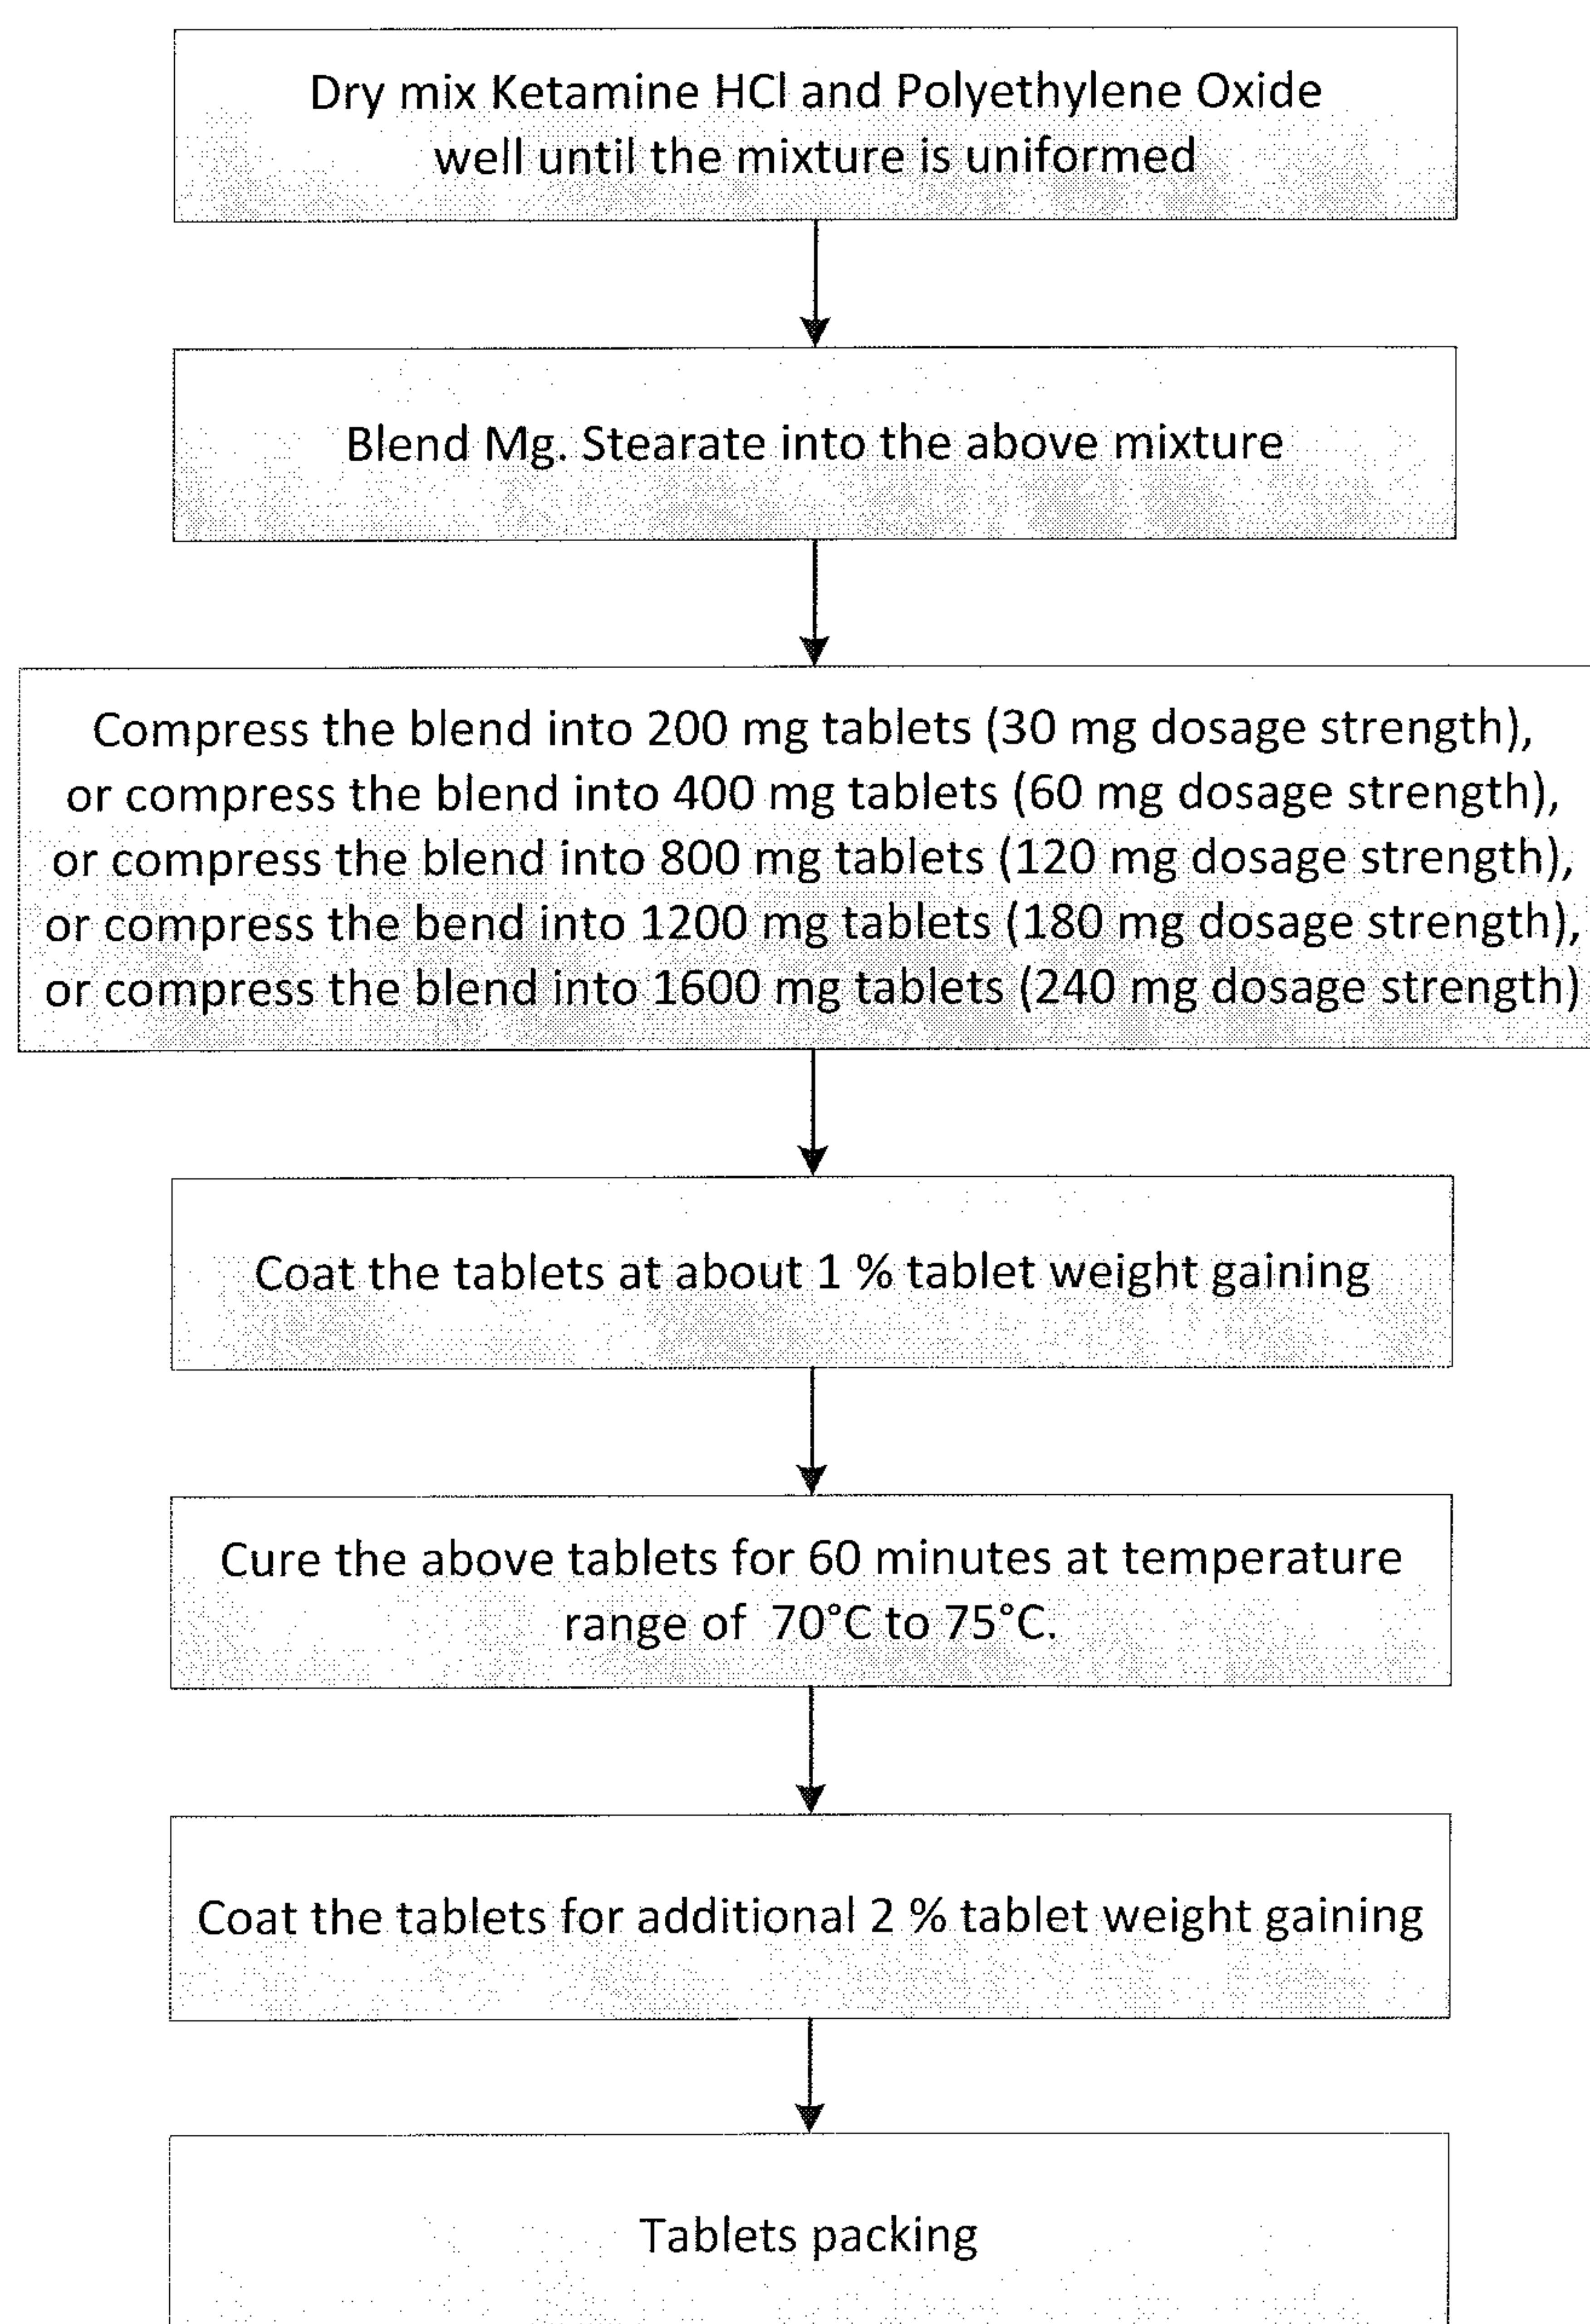 Dry mix Ketamine HCl and Polyethylene Oxide
well until the mixture is uniformed
Blend Mg. Stearate into the above mixture
Compress the blend into 200 mg tablets (30 mg dosage strength),
or compress the blend into 400 mg tablets (60 mg dosage strength),
or compress the blend into 800 mg tablets (120 mg dosage strength),
or compress the bend into 1200 mg tablets (180 mg dosage strength),
or compress the blend into 1600 mg tablets (240 mg dosage strength)
Coat the tablets at about 1 % tablet weight gaining
Cure the above tablets for 60 minutes at temperature
range of 70°C to 75°C.
Coat the tablets for additional 2 % tablet weight gaining
Tablets packing